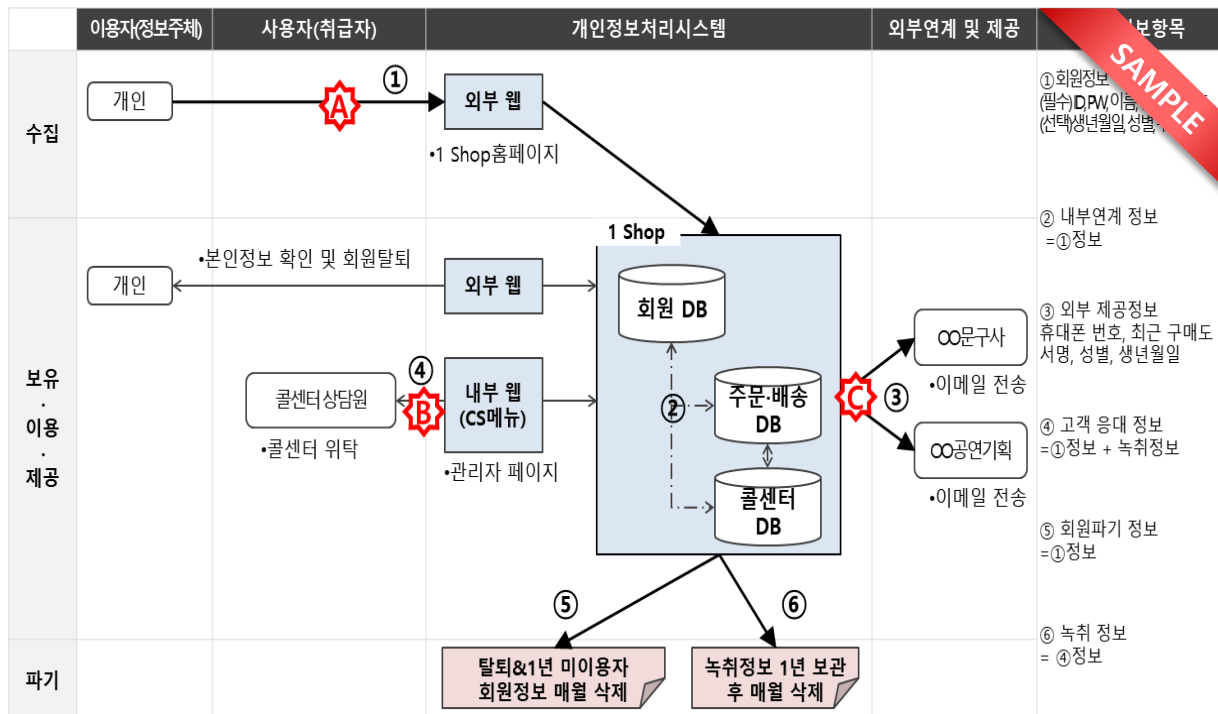 이용자(정보주체)
사용자(취급자)
개인정보처리시스템
외부연계 및 제공
보항목
SAMPLE
수집
개인
A
①
외부 웹
•1 Shop홈페이지
①회원정보
(필수)ID,PW,이름,
(선택)생년월일,성별,
② 내부연계 정보
=①정보
보유
·
이용
·
제공
•본인정보 확인 및 회원탈퇴
개인
외부 웹
1 Shop
회원 DB
콜센터 상담원
•콜센터 위탁
④
B
내부 웹
(CS메뉴)
•관리자 페이지
②
주문·배송
DB
콜센터
DB
C
③
∞문구사
•이메일 전송
∞공연기획
•이메일 전송
③ 외부 제공정보
휴대폰 번호, 최근 구매도
서명, 성별, 생년월일
④ 고객 응대 정보
=①정보 + 녹취정보
⑤ 회원파기 정보
=①정보
⑥ 녹취 정보
= ④정보
⑤
⑥
파기
탈퇴&1년 미이용자
회원정보 매월 삭제
녹취정보 1년 보관
후 매월 삭제